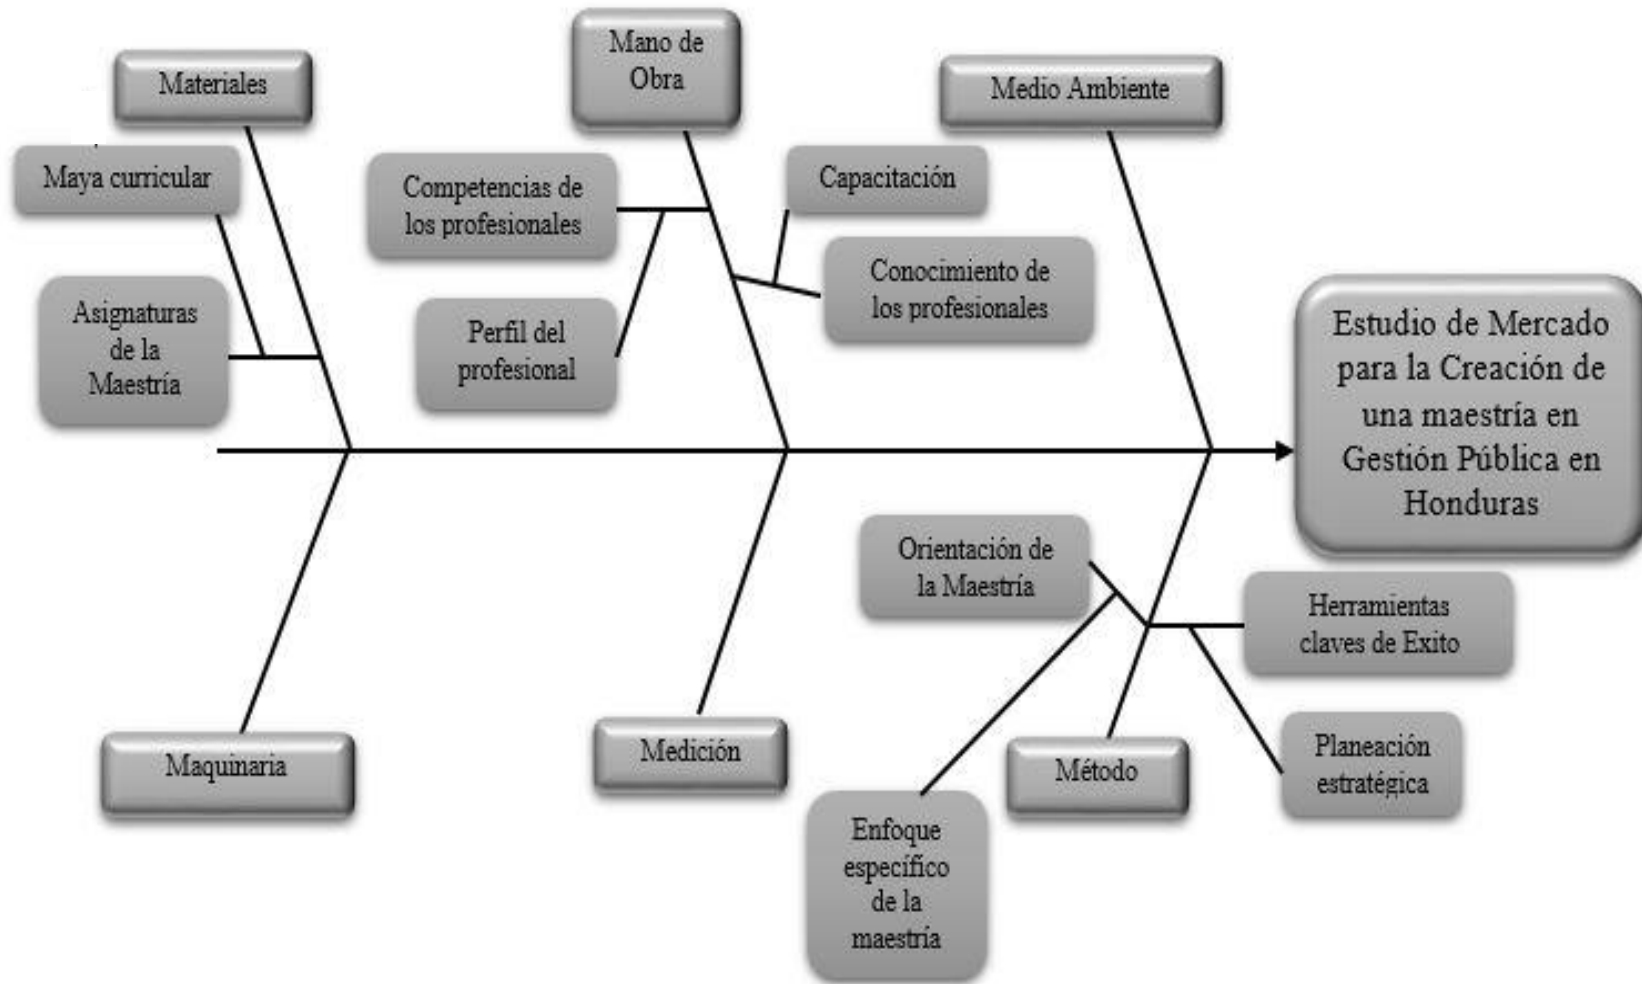 Materiales
Mano de
Obra
Medio Ambiente
Maya curricular
Competencias de
los profesionales
Capacitación
Asignaturas
de la
Maestría
Perfil del
profesional
Conocimiento de
los profesionales
Estudio de Mercado
para la Creación de
una maestría en
Gestión Pública en
Honduras
Orientación de
la Maestría
Herramientas
claves de Exito
Maquinaria
Medición
Método
Planeación
estratégica
Enfoque
específico
de la
maestría